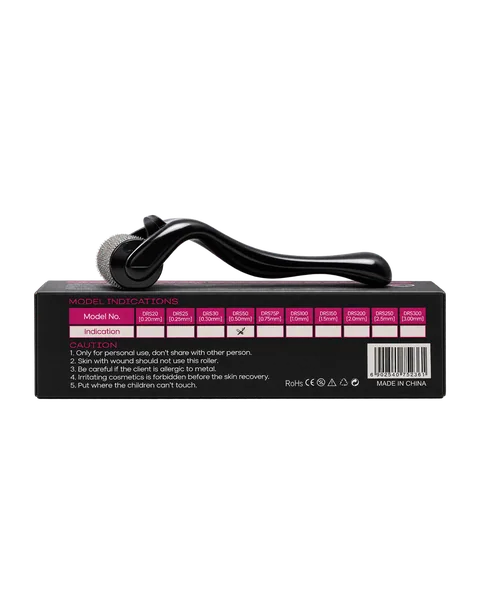 MODEL INDICATIONS
Model No. DRS20 [0.20mm] DRS25 [0.25mm] DRS30 [0.30mm] DRS50 [0.50mm] DRS75P [0.75mm] DRS100 [1.0mm] DRS150 [1.5mm] DRS200 [2.0mm] DRS250 [2.5mm] DRS300 [3.00mm]
Indication
CAUTION
1. Only for personal use, don't share with other person.
2. Skin with wound should not use this roller.
3. Be careful if the client is allergic to metal.
4. Irritating cosmetics is forbidden before the skin recovery.
5. Put where the children can't touch.
8 902540 752361
RoHs CE
MADE IN CHINA